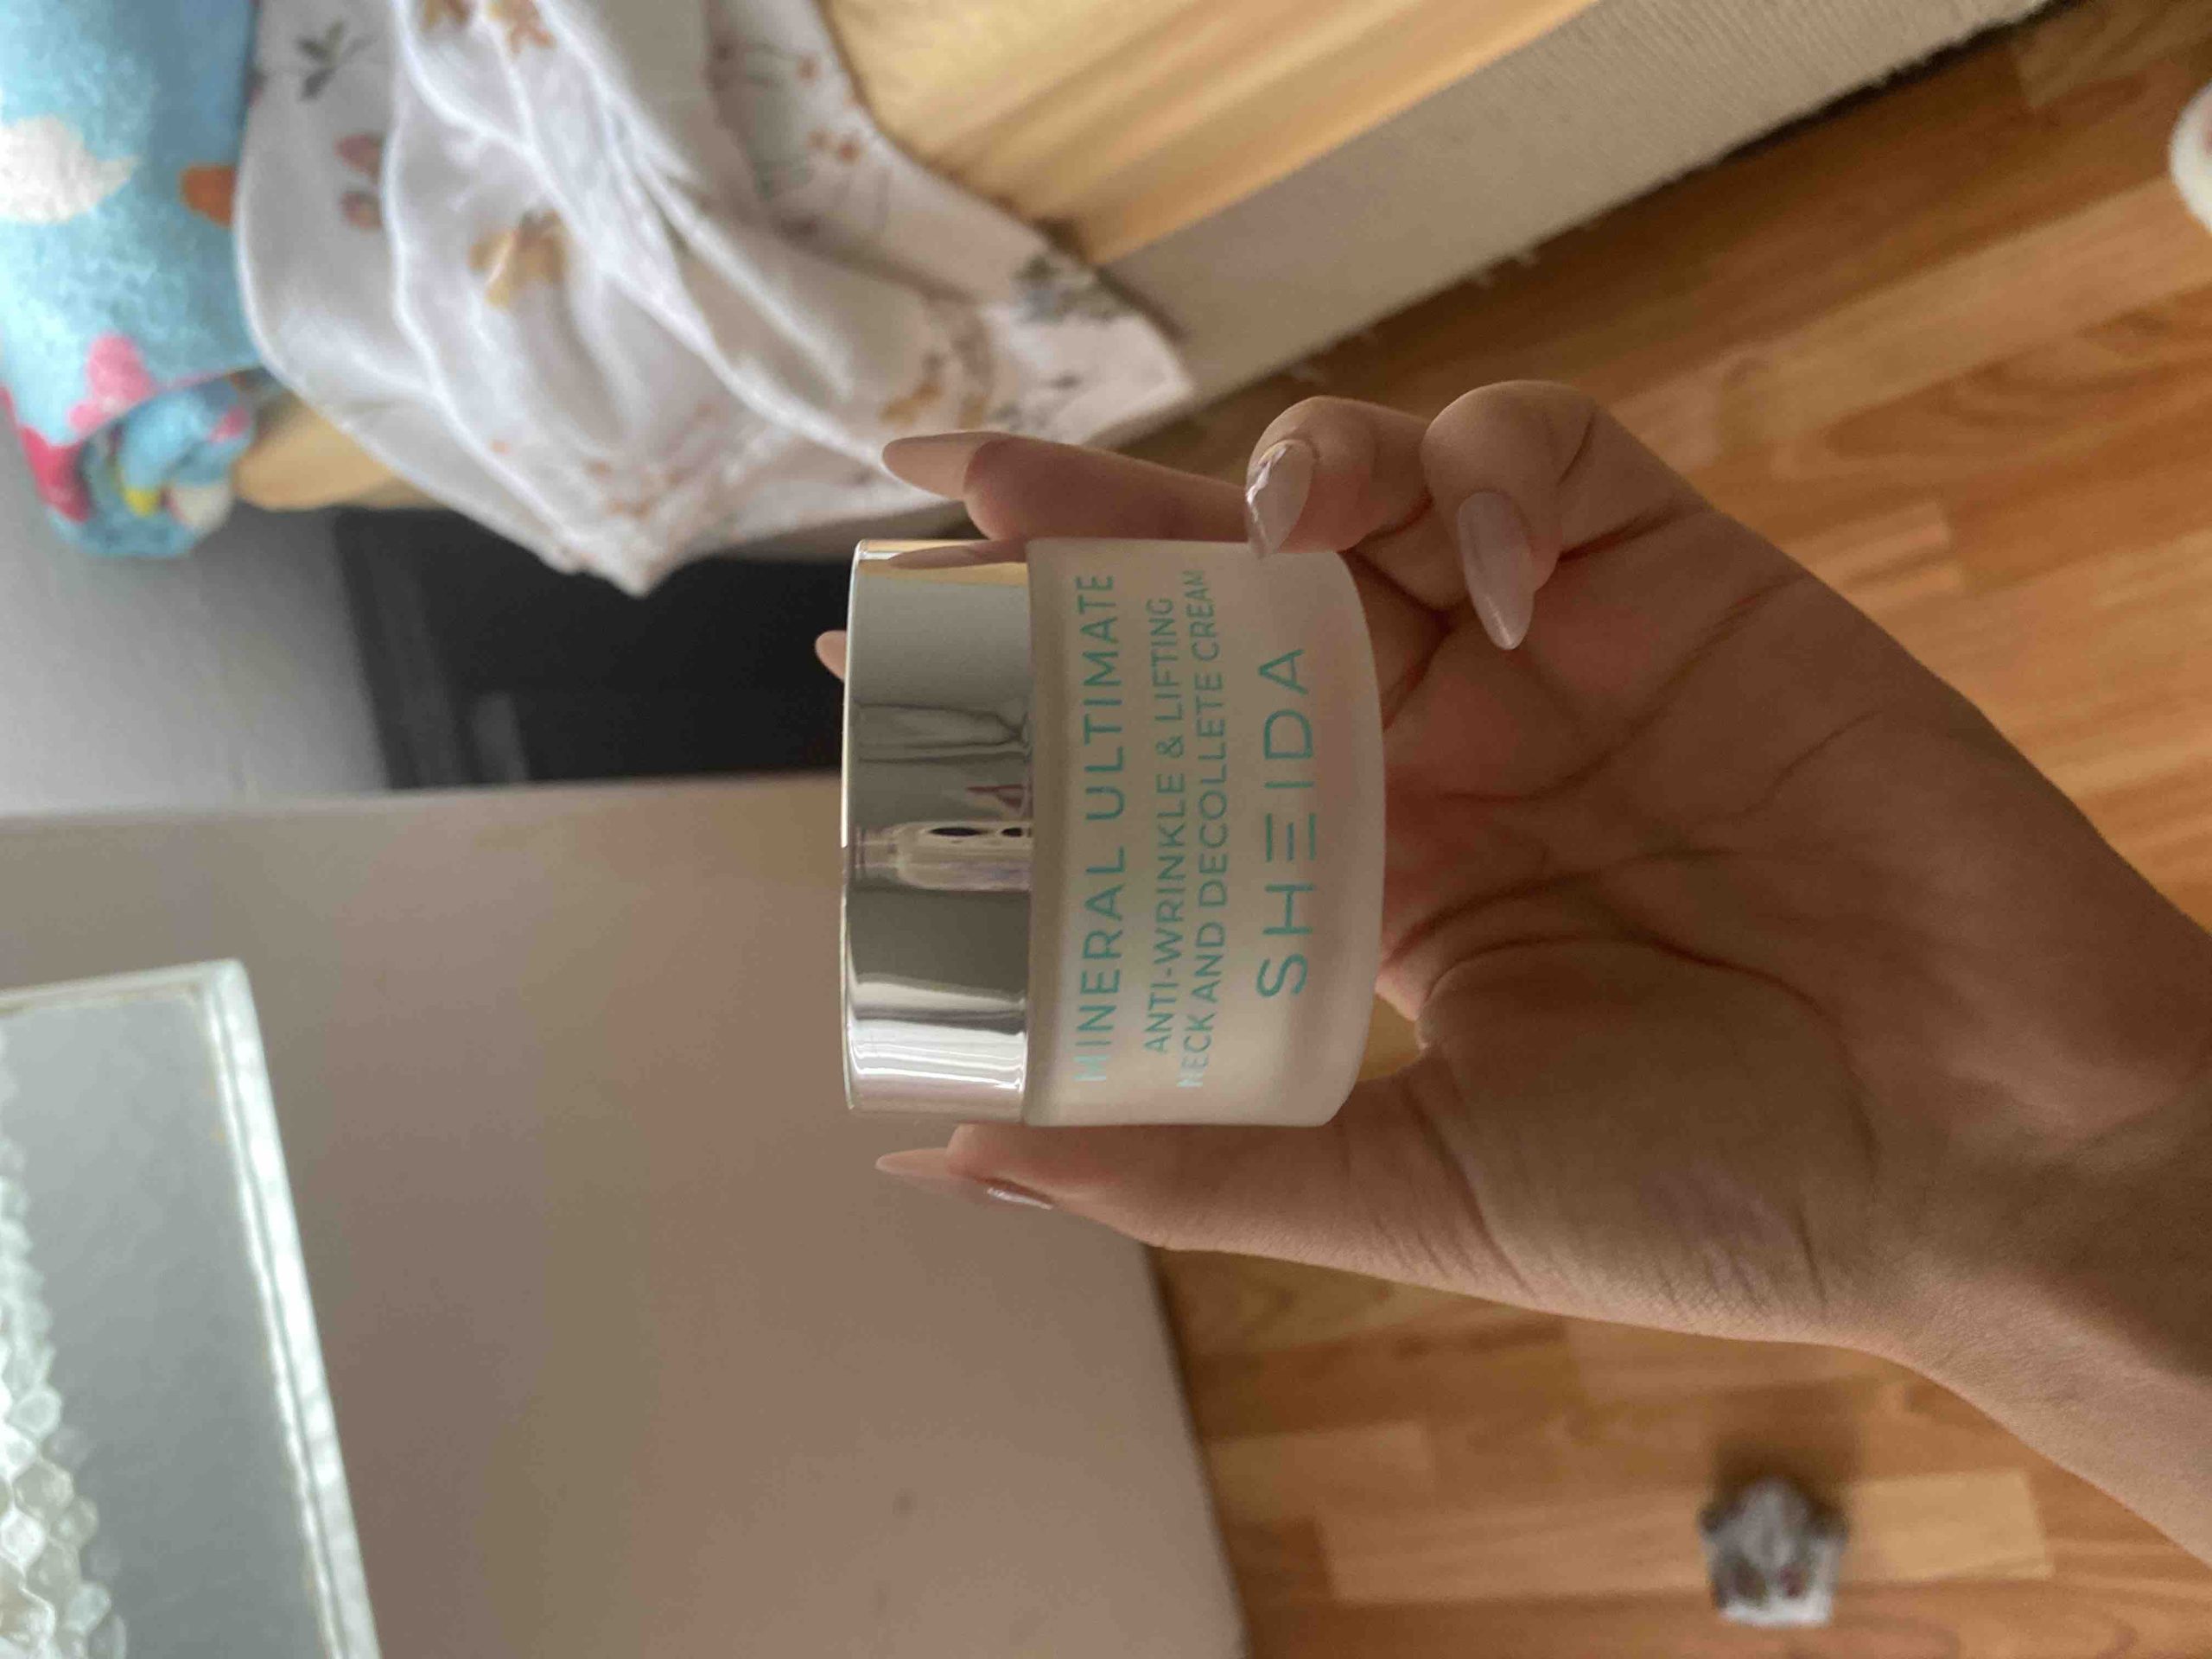 MINERAL ULTIMATE
ANTI-WRINKLE & LIFTING
NECK AND DECOLLETE CREAM
SHEIDA